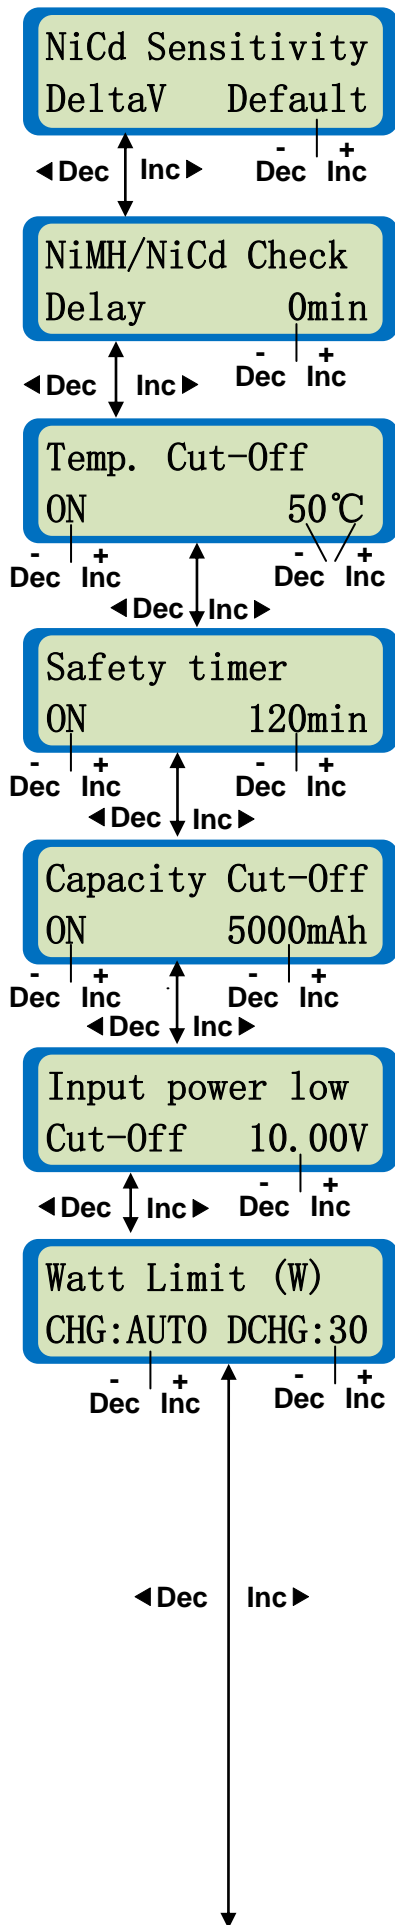 NiCd Sensitivity
DeltaV Default
- +
Dec Inc
◄Dec Inc►
NiMH/NiCd Check
Delay 0min
- +
Dec Inc
◄Dec Inc►
Temp. Cut-Off
ON 50℃
- + - +
Dec Inc Dec Inc
◄Dec Inc►
Safety timer
ON 120min
- + - +
Dec Inc Dec Inc
◄Dec Inc►
Capacity Cut-Off
ON 5000mAh
- + - +
Dec Inc Dec Inc
◄Dec Inc►
Input power low
Cut-Off 10.00V
- +
Dec Inc
◄Dec Inc►
Watt Limit (W)
CHG:AUTO DCHG:30
- + - +
Dec Inc Dec Inc
◄Dec Inc►